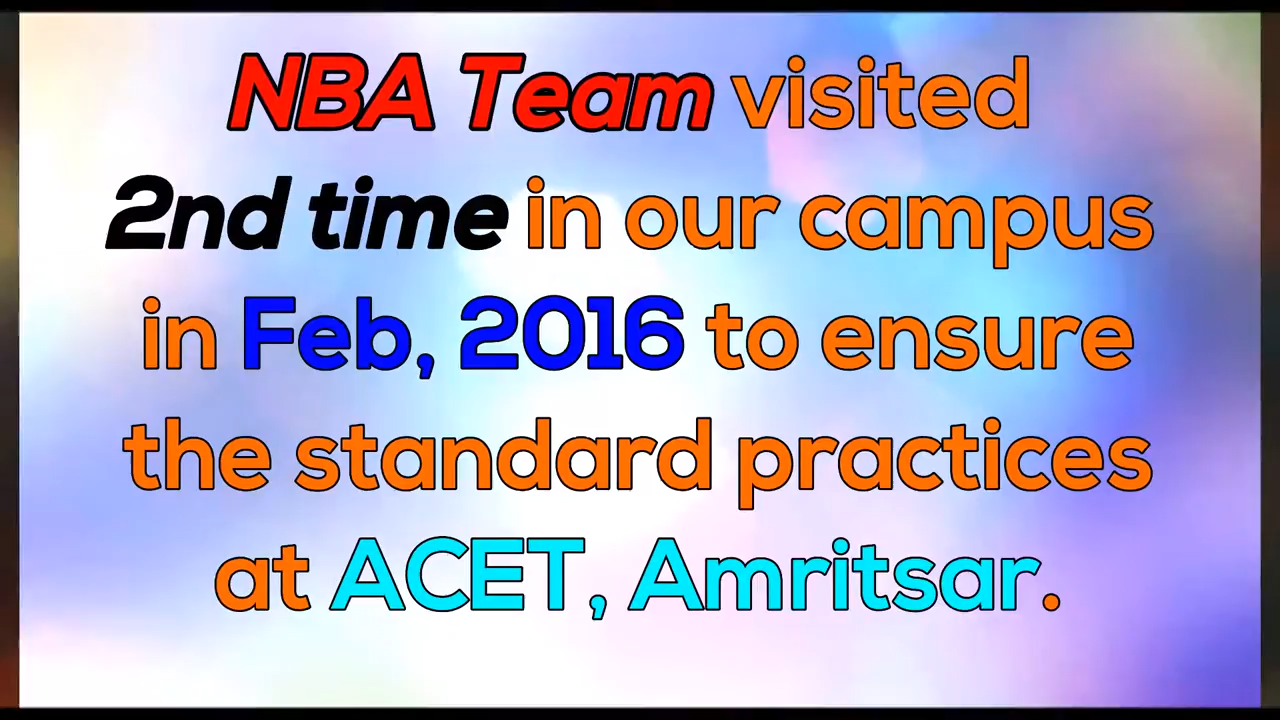 NBA Team visited
2nd time in our campus
in Feb, 2016 to ensure
the standard practices
at ACET, Amritsar.